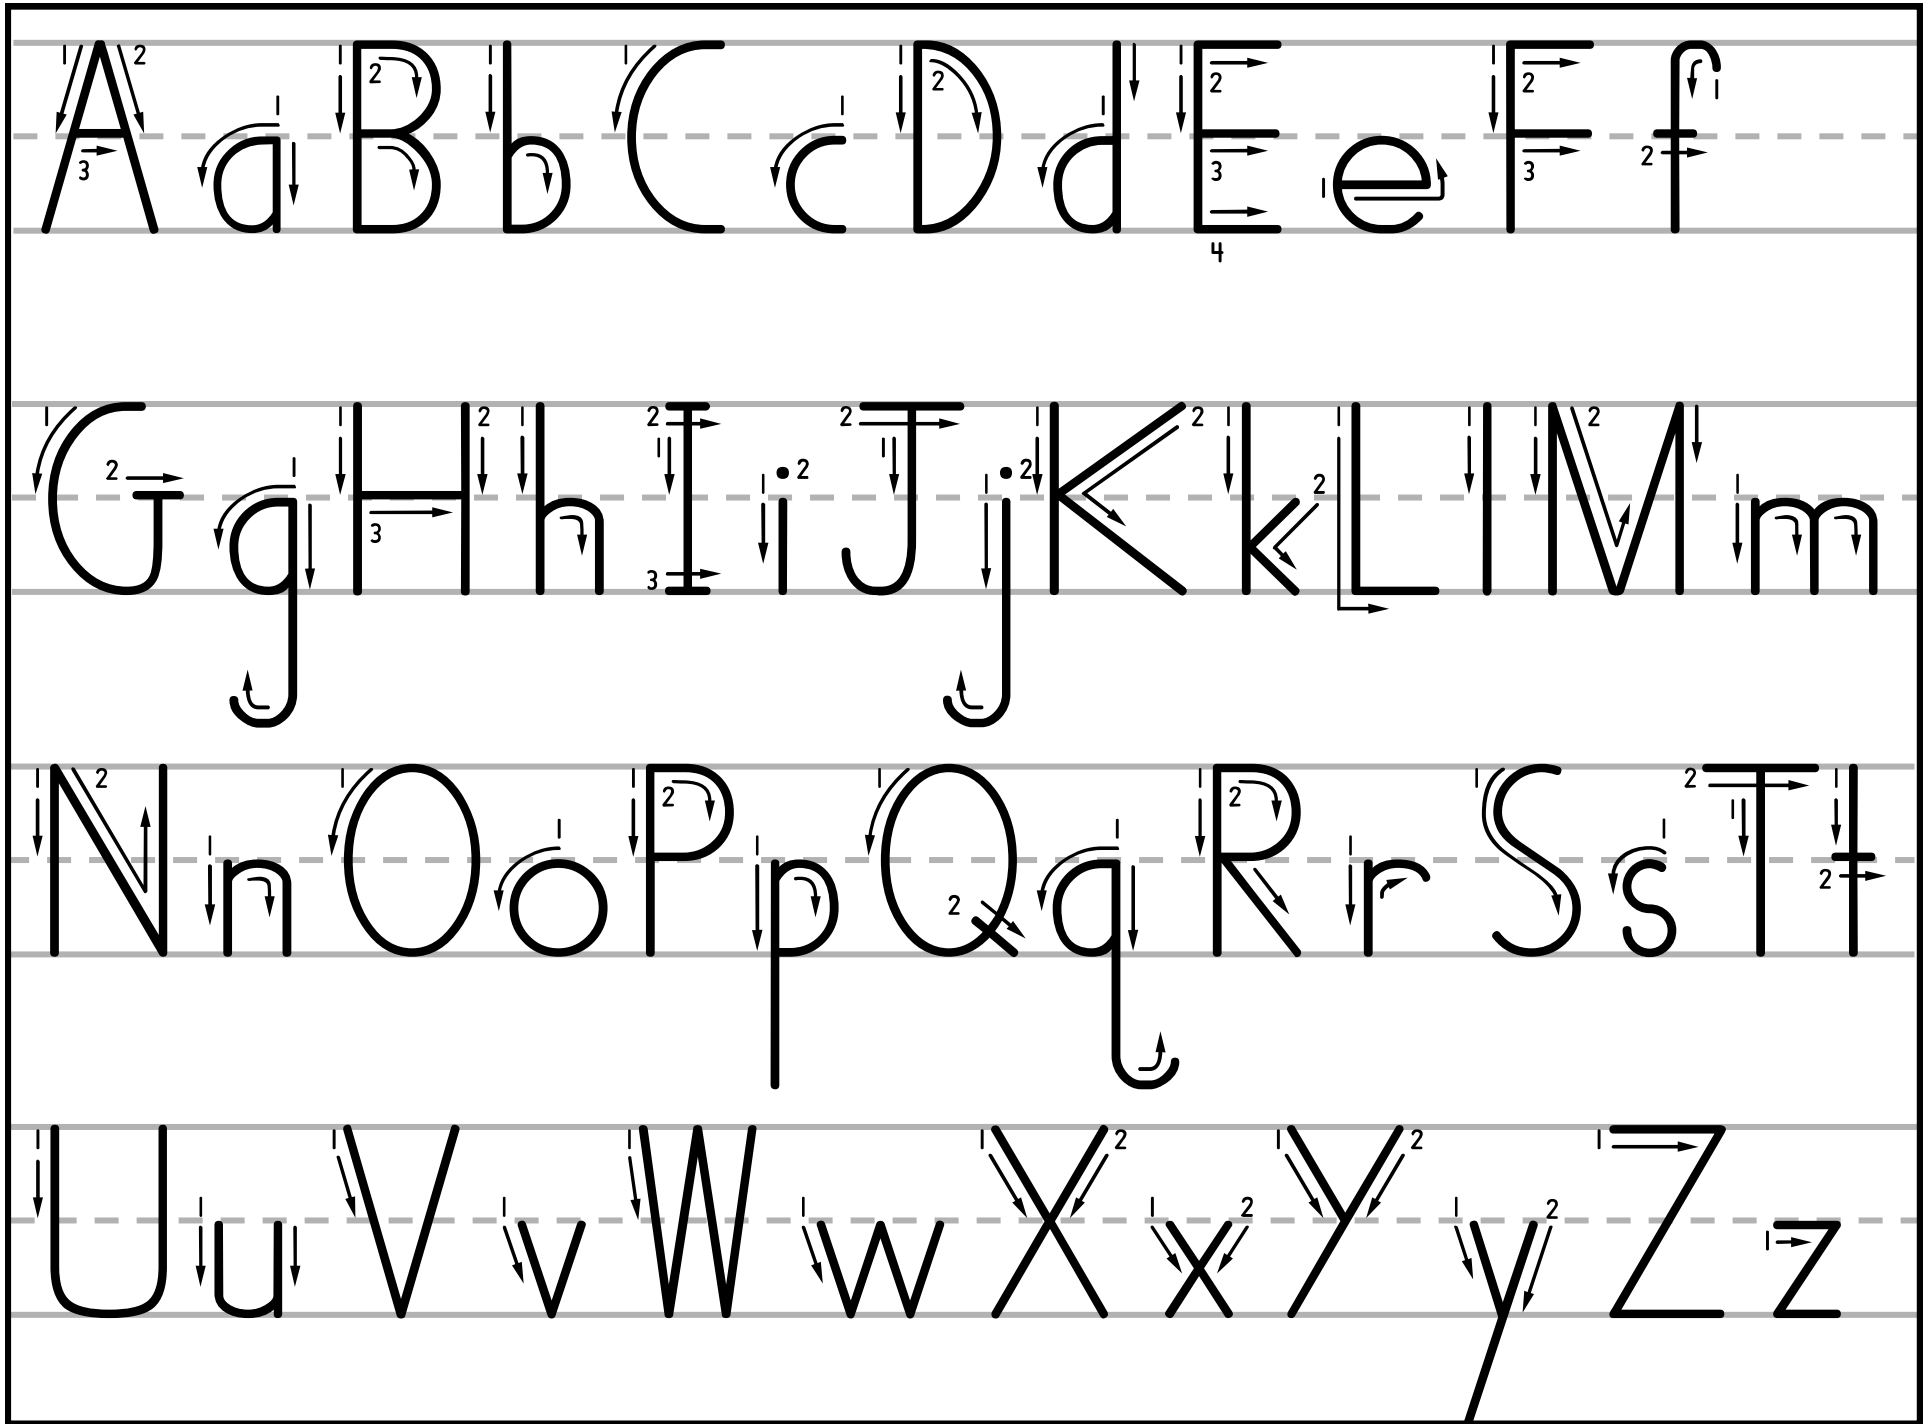 A a B b C c D d E e F f
G g H h I i J j K k L l M m
N n O o P p Q q R r S s T t
U u V v W w X x Y y Z z